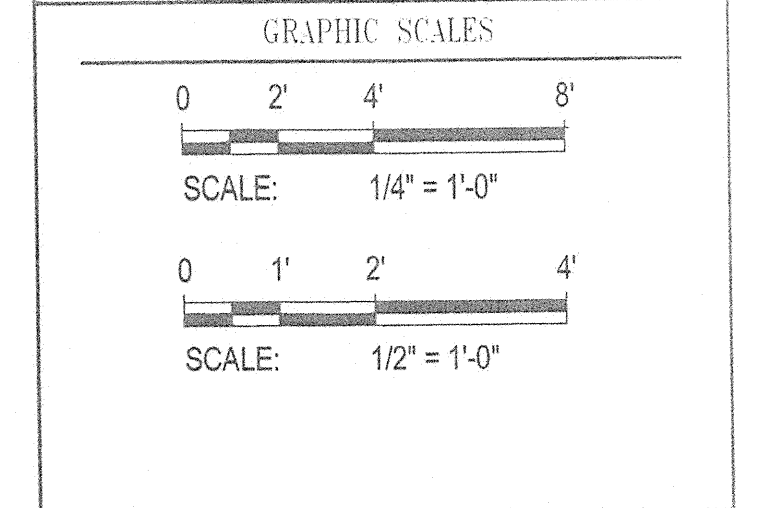 GRAPHIC SCALES
0 2' 4' 8'
SCALE: 1/4" = 1'-0"
0 1' 2' 4'
SCALE: 1/2" = 1'-0"